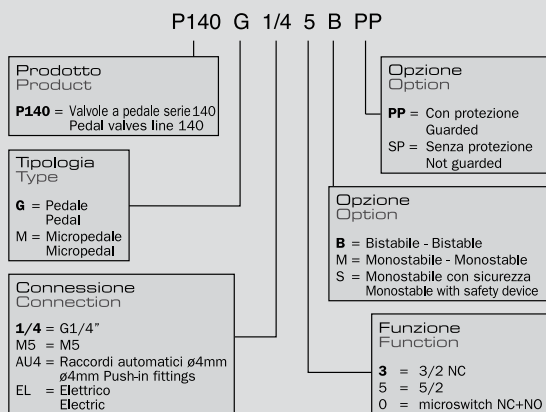 P140 G 1/4 5 B PP
Prodotto
Product
P140 = Valvole a pedale serie 140
Pedal valves line 140
Tipologia
Type
G = Pedale
Pedal
M = Micropedale
Micropedal
Connessione
Connection
1/4 = G1/4”
M5 = M5
AU4 = Raccordi automatici ø4mm
ø4mm Push-in fittings
EL = Elettrico
Electric
Opzione
Option
PP = Con protezione
Guarded
SP = Senza protezione
Not guarded
Opzione
Option
B = Bistabile - Bistable
M = Monostabile - Monostable
S = Monostabile con sicurezza
Monostable with safety device
Funzione
Function
3 = 3/2 NC
5 = 5/2
0 = microswitch NC+NO